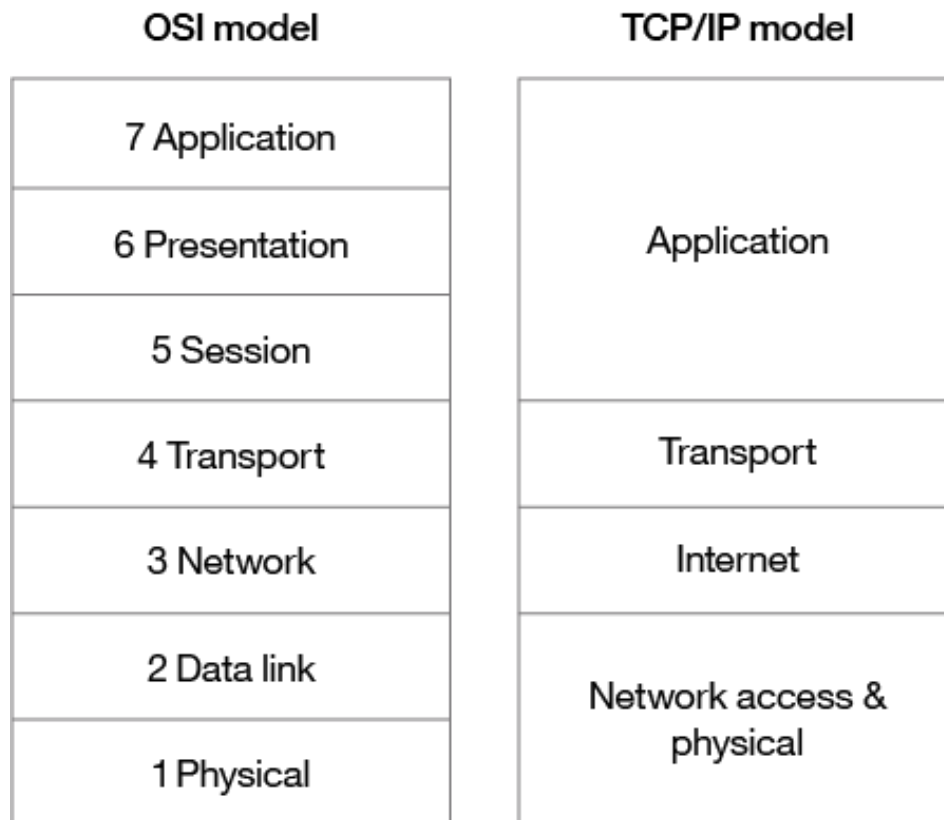 OSI model
7 Application
6 Presentation
5 Session
4 Transport
3 Network
2 Data link
1 Physical
TCP/IP model
Application
Transport
Internet
Network access &
physical